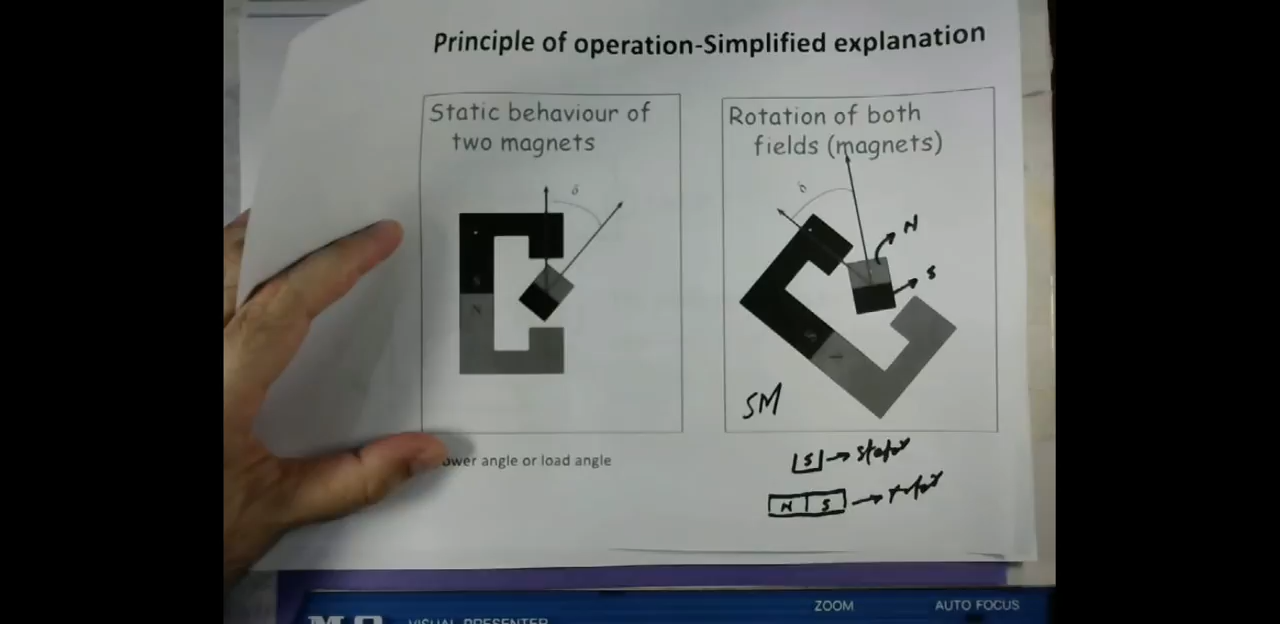 Principle of operation-Simplified explanation
Static behaviour of
two magnets
δ
S
N
Rotation of both
fields (magnets)
N
S
S
SM
S → stator
N S → rotor
ower angle or load angle
ZOOM
AUTO FOCUS
VISUAL PRESENTER